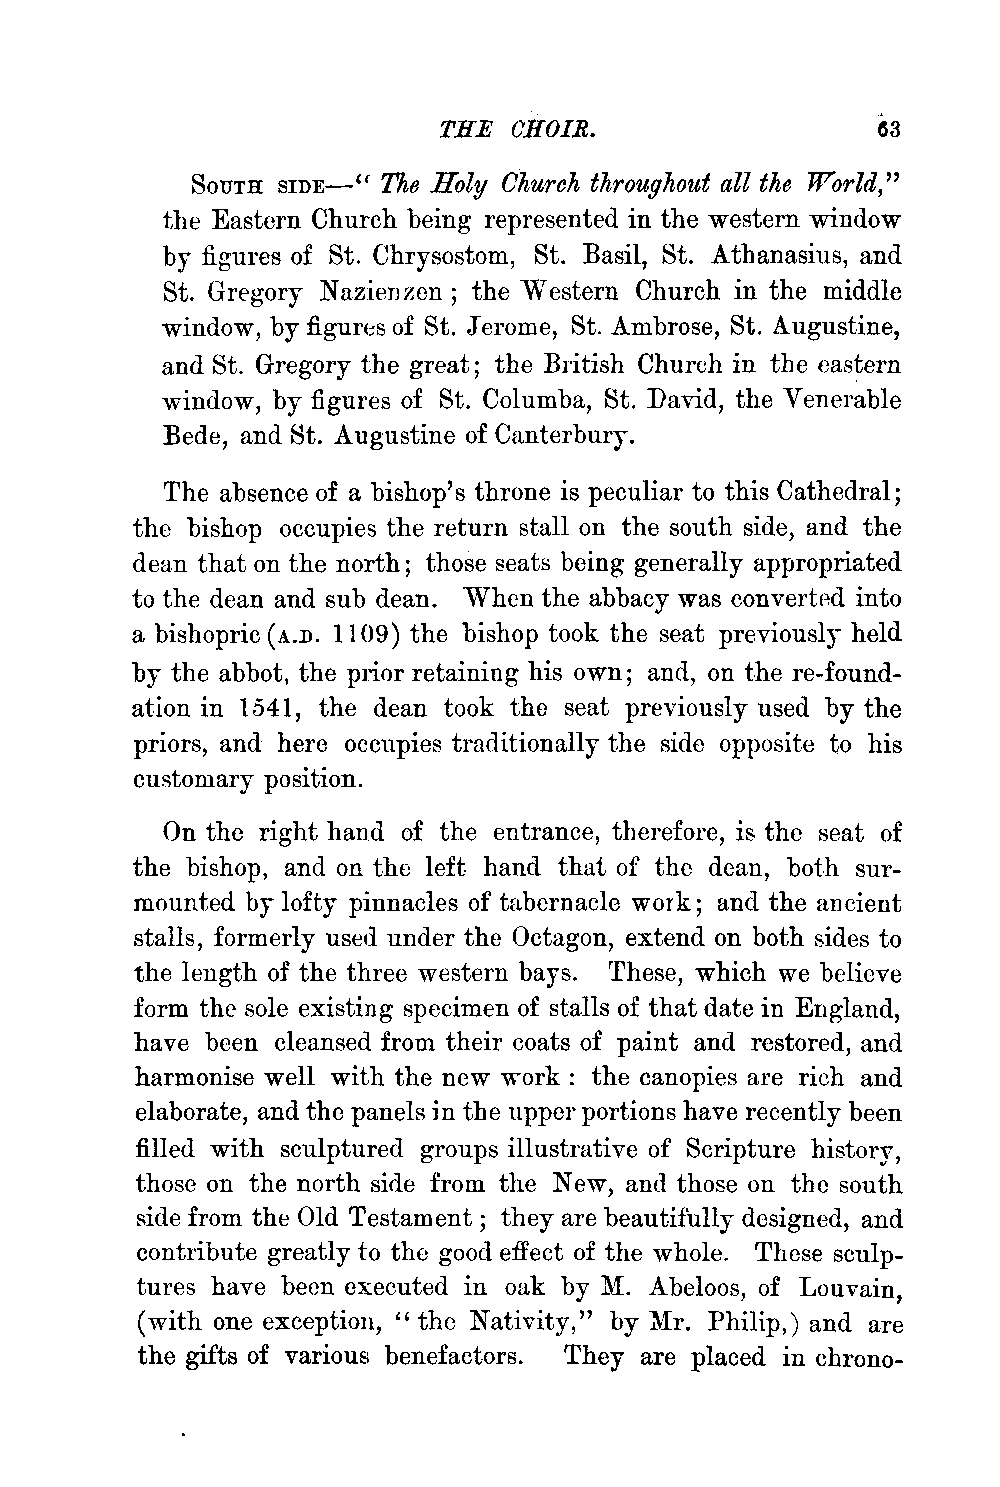 THE CHOIR. 63
SOUTH SIDE—“ The Holy Church throughout all the World,”
the Eastern Church being represented in the western window
by figures of St. Chrysostom, St. Basil, St. Athanasius, and
St. Gregory Nazienzen ; the Western Church in the middle
window, by figures of St. Jerome, St. Ambrose, St. Augustine,
and St. Gregory the great; the British Church in the eastern
window, by figures of St. Columba, St. David, the Venerable
Bede, and St. Augustine of Canterbury.
The absence of a bishop’s throne is peculiar to this Cathedral;
the bishop occupies the return stall on the south side, and the
dean that on the north; those seats being generally appropriated
to the dean and sub dean. When the abbacy was converted into
a bishopric (A.D. 1109) the bishop took the seat previously held
by the abbot, the prior retaining his own; and, on the re-found-
ation in 1541, the dean took the seat previously used by the
priors, and here occupies traditionally the side opposite to his
customary position.
On the right hand of the entrance, therefore, is the seat of
the bishop, and on the left hand that of the dean, both sur-
mounted by lofty pinnacles of tabernacle work; and the ancient
stalls, formerly used under the Octagon, extend on both sides to
the length of the three western bays. These, which we believe
form the sole existing specimen of stalls of that date in England,
have been cleansed from their coats of paint and restored, and
harmonise well with the new work : the canopies are rich and
elaborate, and the panels in the upper portions have recently been
filled with sculptured groups illustrative of Scripture history,
those on the north side from the New, and those on the south
side from the Old Testament ; they are beautifully designed, and
contribute greatly to the good effect of the whole. These sculp-
tures have been executed in oak by M. Abeloos, of Louvain,
(with one exception, “ the Nativity,” by Mr. Philip,) and are
the gifts of various benefactors. They are placed in chrono-